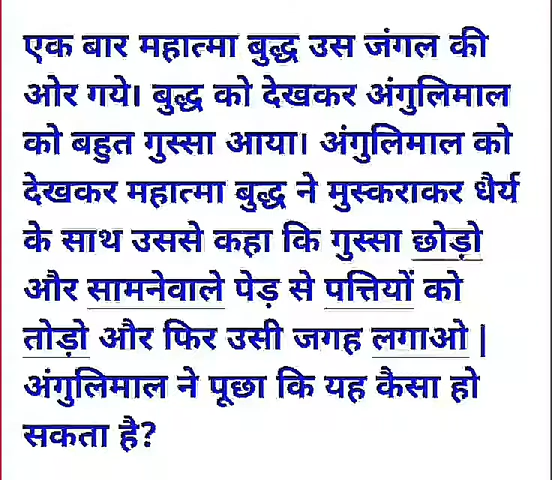 एक बार महात्मा बुद्ध उस जंगल की
ओर गये। बुद्ध को देखकर अंगुलिमाल
को बहुत गुस्सा आया। अंगुलिमाल को
देखकर महात्मा बुद्ध ने मुस्कराकर धैर्य
के साथ उससे कहा कि गुस्सा छोड़ो
और सामनेवाले पेड़ से पत्तियों को
तोड़ो और फिर उसी जगह लगाओ |
अंगुलिमाल ने पूछा कि यह कैसा हो
सकता है?